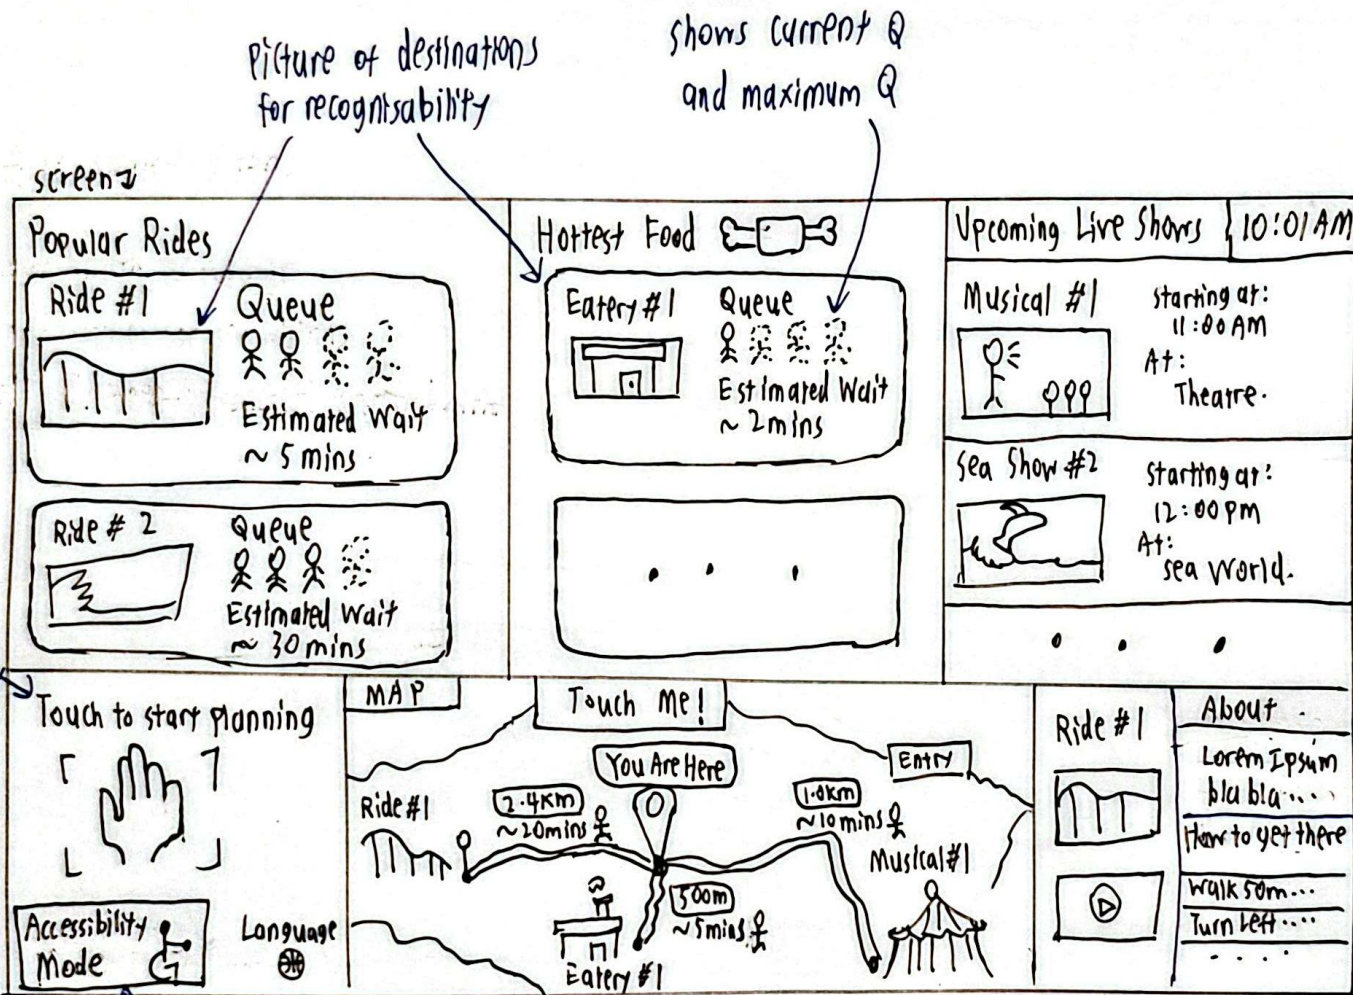 Picture of destinations
for recognisability
shows current Q
and maximum Q
screen
Popular Rides
Ride #1
Queue
Estimated Wait
~ 5 mins
Ride # 2
Queue
Estimated Wait
~ 30 mins
Hottest Food
Eatery #1
Queue
Estimated Wait
~ 2 mins
. . .
Upcoming Live Shows
10:01 AM
Musical #1
starting at:
11:00 AM
At:
Theatre.
Sea Show #2
starting at:
12:00 pm
At:
sea World.
. . .
Touch to start planning
Accessibility
Mode
Language
MAP
Touch Me!
You Are Here
Entry
Ride #1
2.4Km
~20mins
1.0km
~10mins
Musical #1
500m
~5mins
Eatery #1
Ride #1
About .
Lorem Ipsum
bla bla.....
How to get there
Walk 50m...
Turn Left ....
. . . .